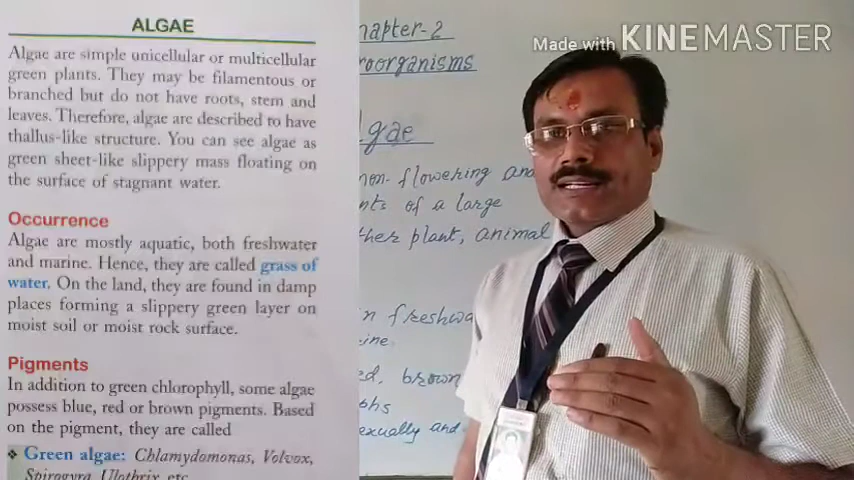 ALGAE
Algae are simple unicellular or multicellular
green plants. They may be filamentous or
branched but do not have roots, stem and
leaves. Therefore, algae are described to have
thallus-like structure. You can see algae as
green sheet-like slippery mass floating on
the surface of stagnant water.
Occurrence
Algae are mostly aquatic, both freshwater
and marine. Hence, they are called grass of
water. On the land, they are found in damp
places forming a slippery green layer on
moist soil or moist rock surface.
Pigments
In addition to green chlorophyll, some algae
possess blue, red or brown pigments. Based
on the pigment, they are called
❖ Green algae: Chlamydomonas, Volvox,
Spirogyra, Ulothrix etc.
hapter-2
roorganisms
lgae
non-flowering an
nts of a large
ther plant, animal
in freshwa
ine.
ed, brown
phs
exually and
Made with KINEMASTER